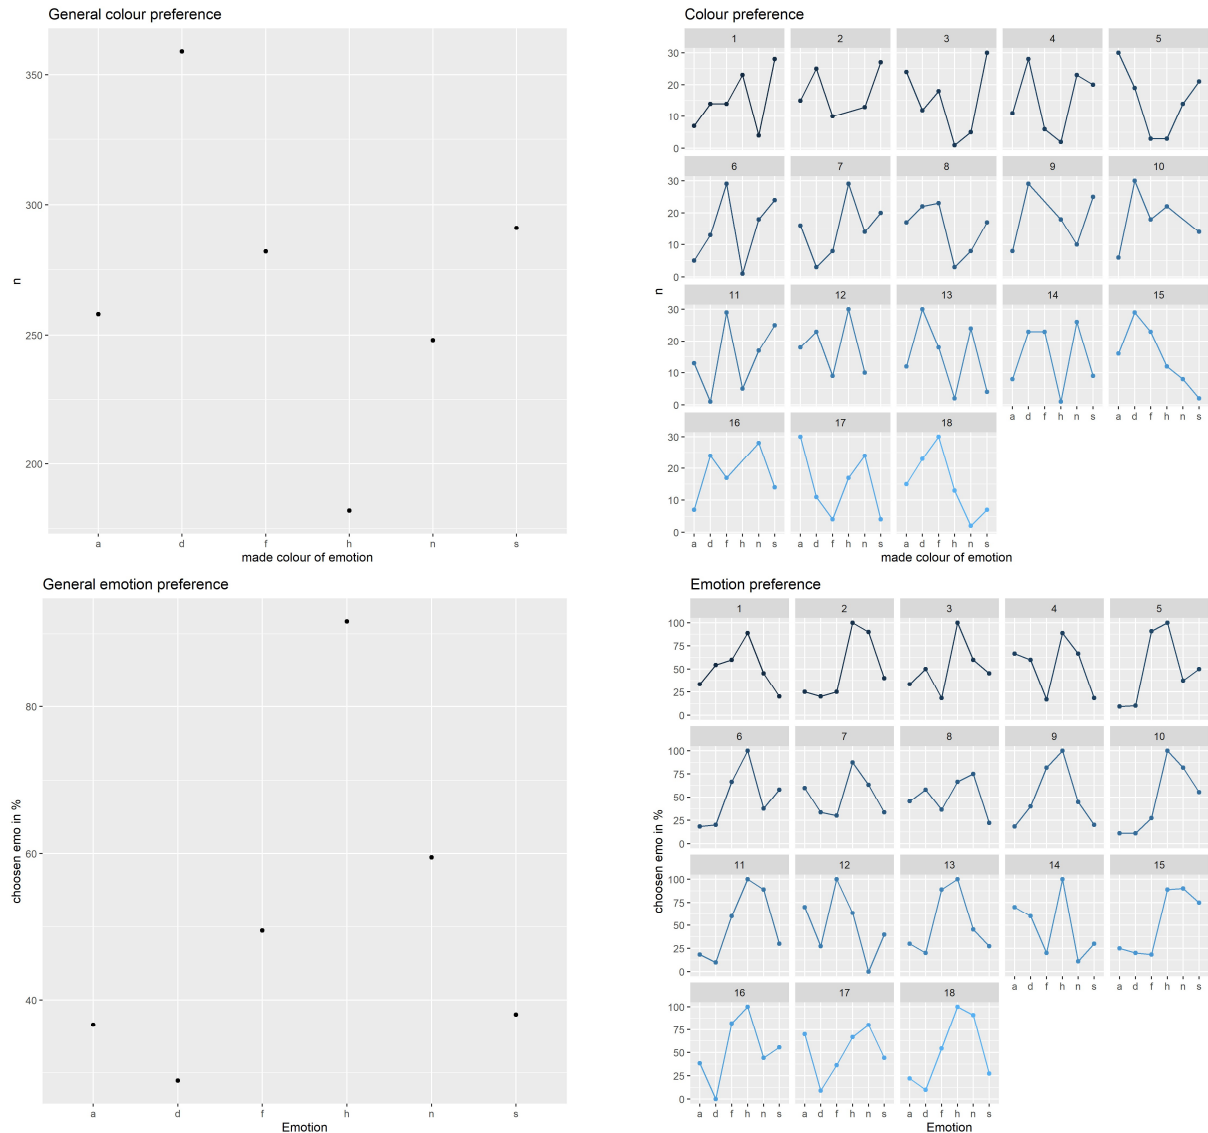 General colour preference
350
300
250
200
n
a d f h n s
made colour of emotion
Colour preference
1 2 3 4 5
30
20
10
0
6 7 8 9 10
30
20
10
0
n
11 12 13 14 15
30
20
10
0
a d f h n s a d f h n s
16 17 18
30
20
10
0
a d f h n s a d f h n s a d f h n s
made colour of emotion
General emotion preference
80
60
40
choosen emo in %
a d f h n s
Emotion
Emotion preference
1 2 3 4 5
100
75
50
25
0
6 7 8 9 10
100
75
50
25
0
choosen emo in %
11 12 13 14 15
100
75
50
25
0
a d f h n s a d f h n s
16 17 18
100
75
50
25
0
a d f h n s a d f h n s a d f h n s
Emotion